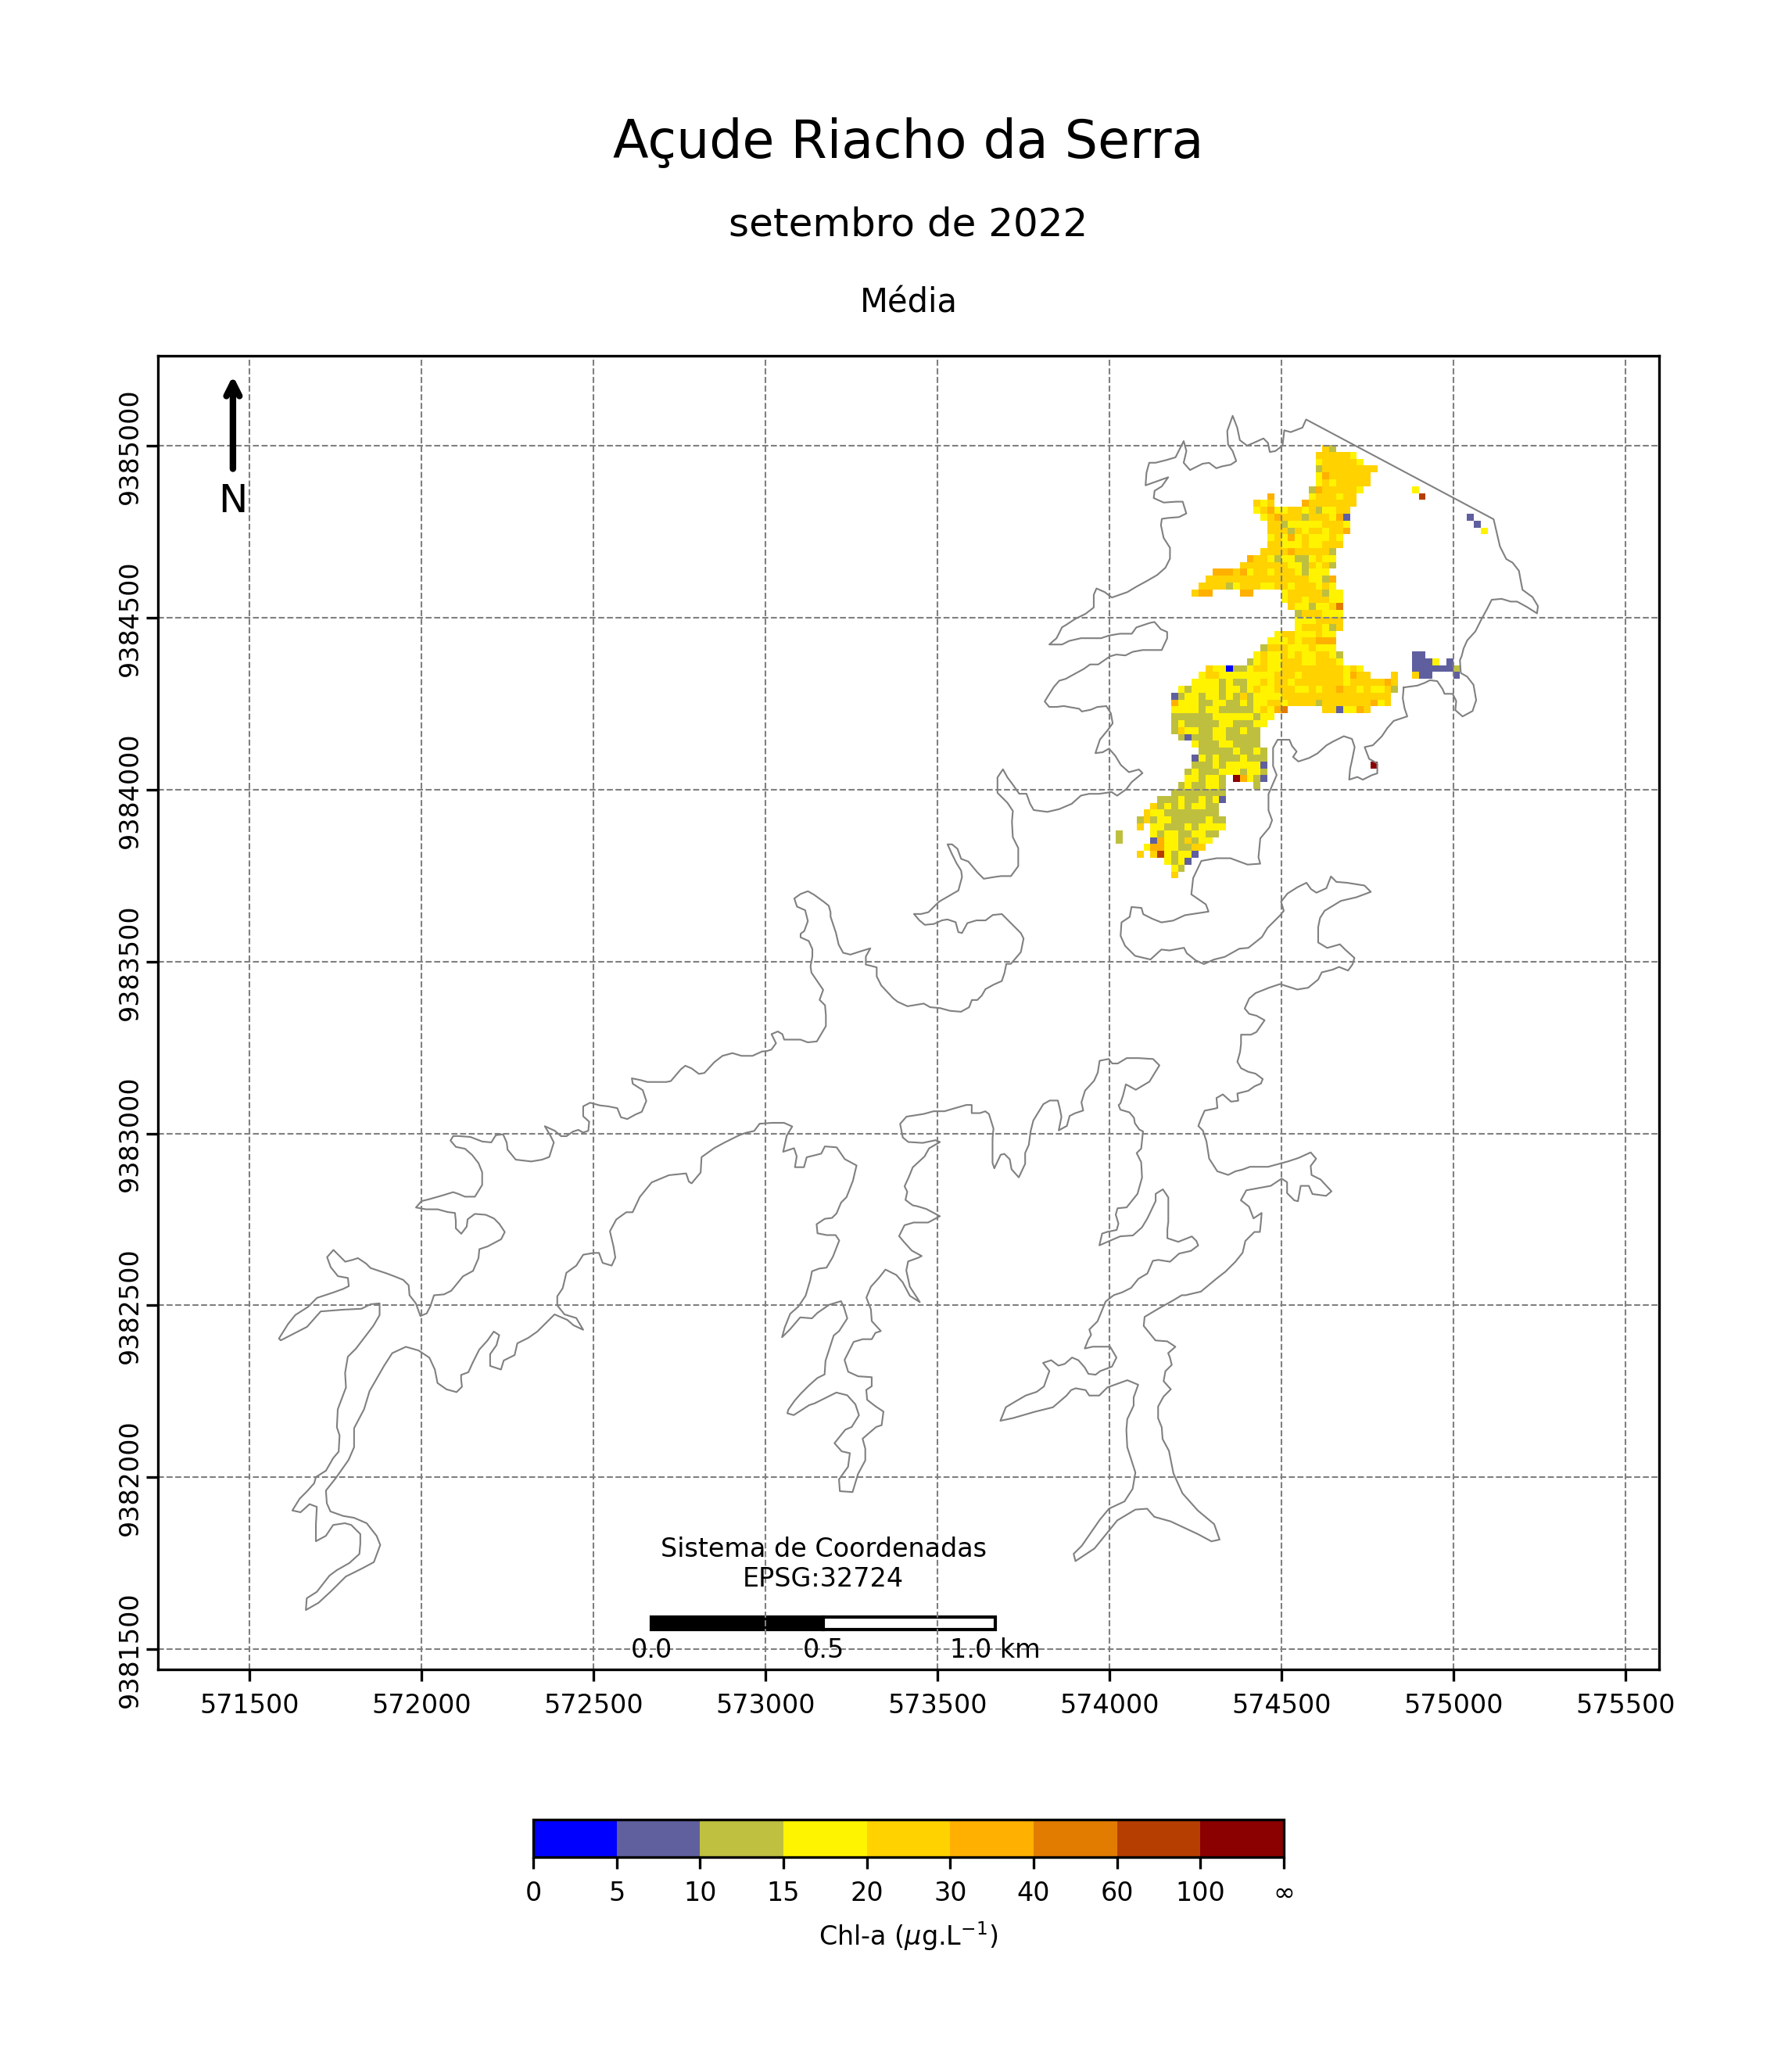 Açude Riacho da Serra
setembro de 2022
Média
N
9385000
9384500
9384000
9383500
9383000
9382500
9382000
9381500
Sistema de Coordenadas
EPSG:32724
0.0 0.5 1.0 km
571500 572000 572500 573000 573500 574000 574500 575000 575500
0 5 10 15 20 30 40 60 100 ∞
Chl-a (μg.L⁻¹)